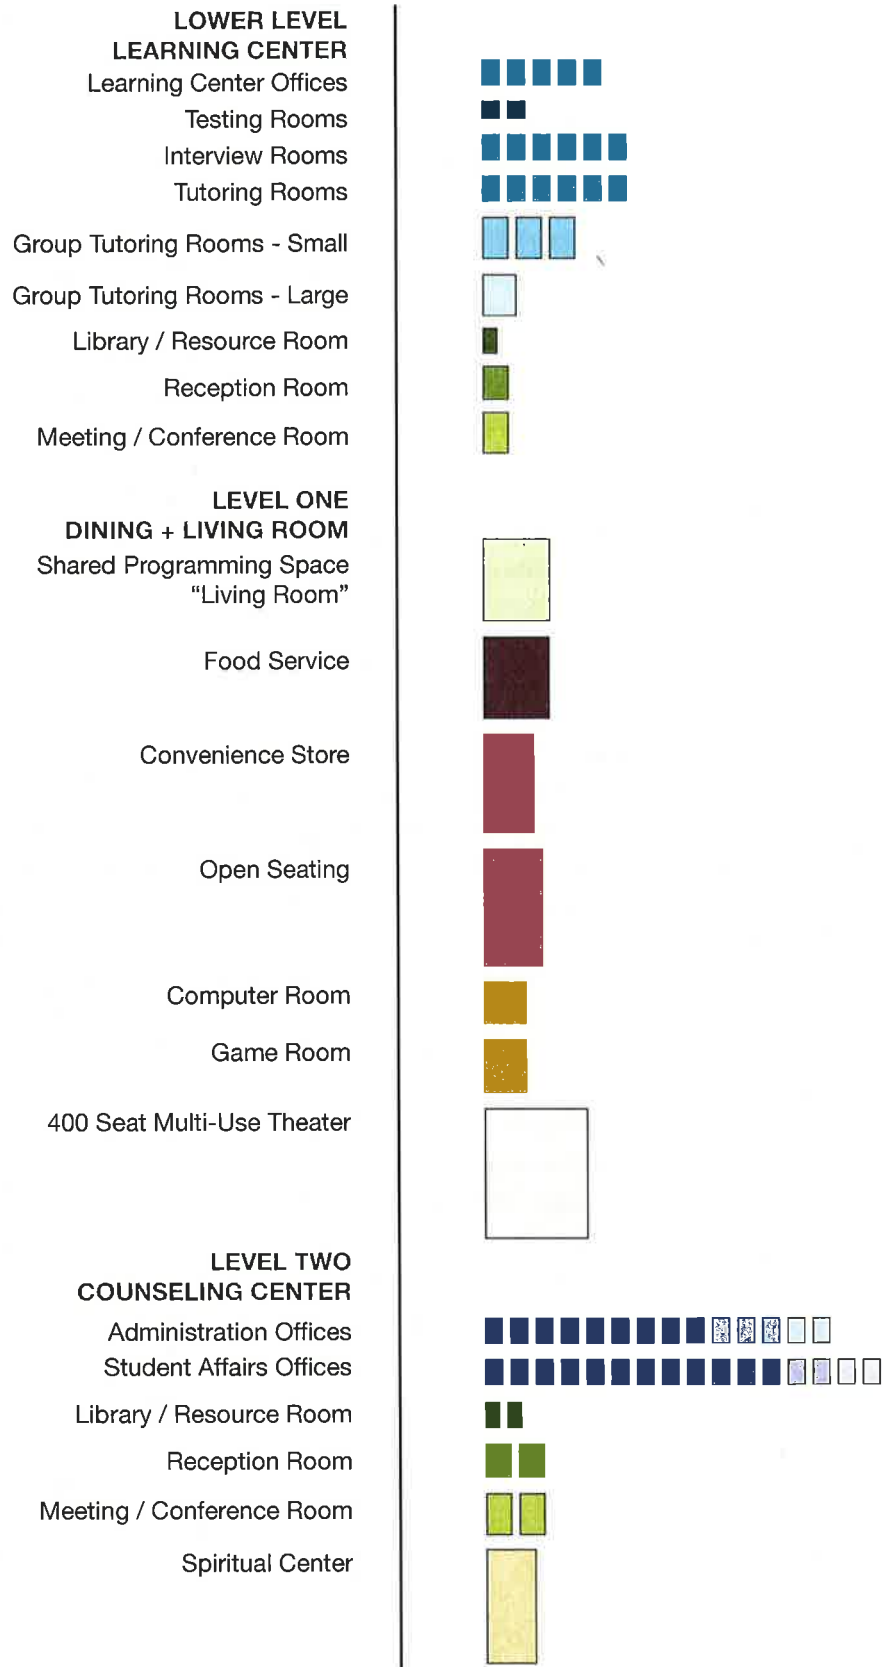 LOWER LEVEL
LEARNING CENTER
Learning Center Offices
Testing Rooms
Interview Rooms
Tutoring Rooms
Group Tutoring Rooms - Small
Group Tutoring Rooms - Large
Library / Resource Room
Reception Room
Meeting / Conference Room
LEVEL ONE
DINING + LIVING ROOM
Shared Programming Space
“Living Room”
Food Service
Convenience Store
Open Seating
Computer Room
Game Room
400 Seat Multi-Use Theater
LEVEL TWO
COUNSELING CENTER
Administration Offices
Student Affairs Offices
Library / Resource Room
Reception Room
Meeting / Conference Room
Spiritual Center